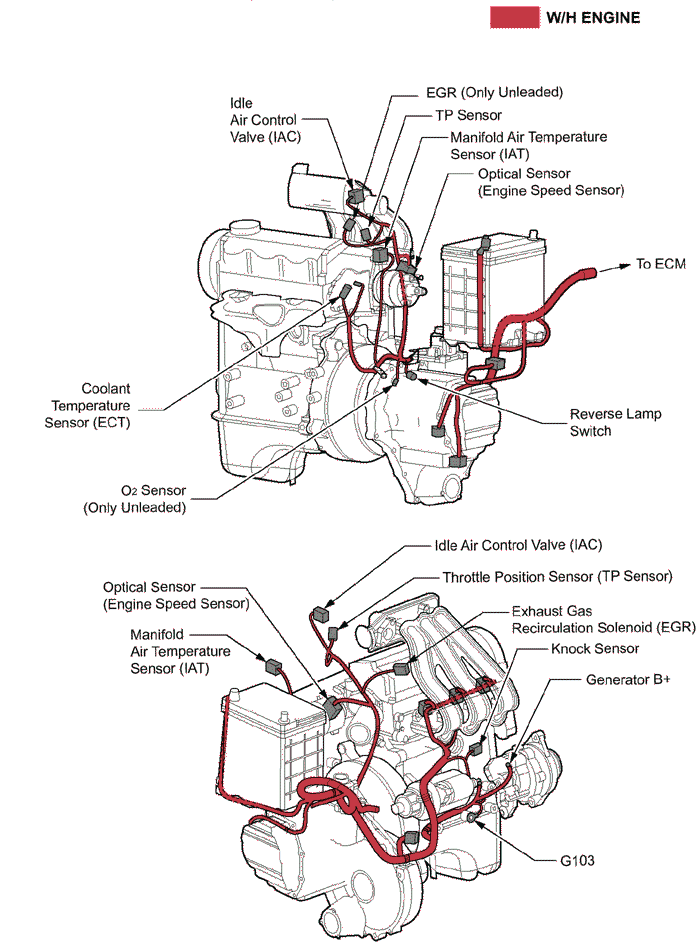 W/H ENGINE
EGR (Only Unleaded)
Idle
Air Control
Valve (IAC)
TP Sensor
Manifold Air Temperature
Sensor (IAT)
Optical Sensor
(Engine Speed Sensor)
To ECM
Coolant
Temperature
Sensor (ECT)
Reverse Lamp
Switch
O2 Sensor
(Only Unleaded)
Idle Air Control Valve (IAC)
Throttle Position Sensor (TP Sensor)
Optical Sensor
(Engine Speed Sensor)
Exhaust Gas
Recirculation Solenoid (EGR)
Manifold
Air Temperature
Sensor (IAT)
Knock Sensor
Generator B+
G103